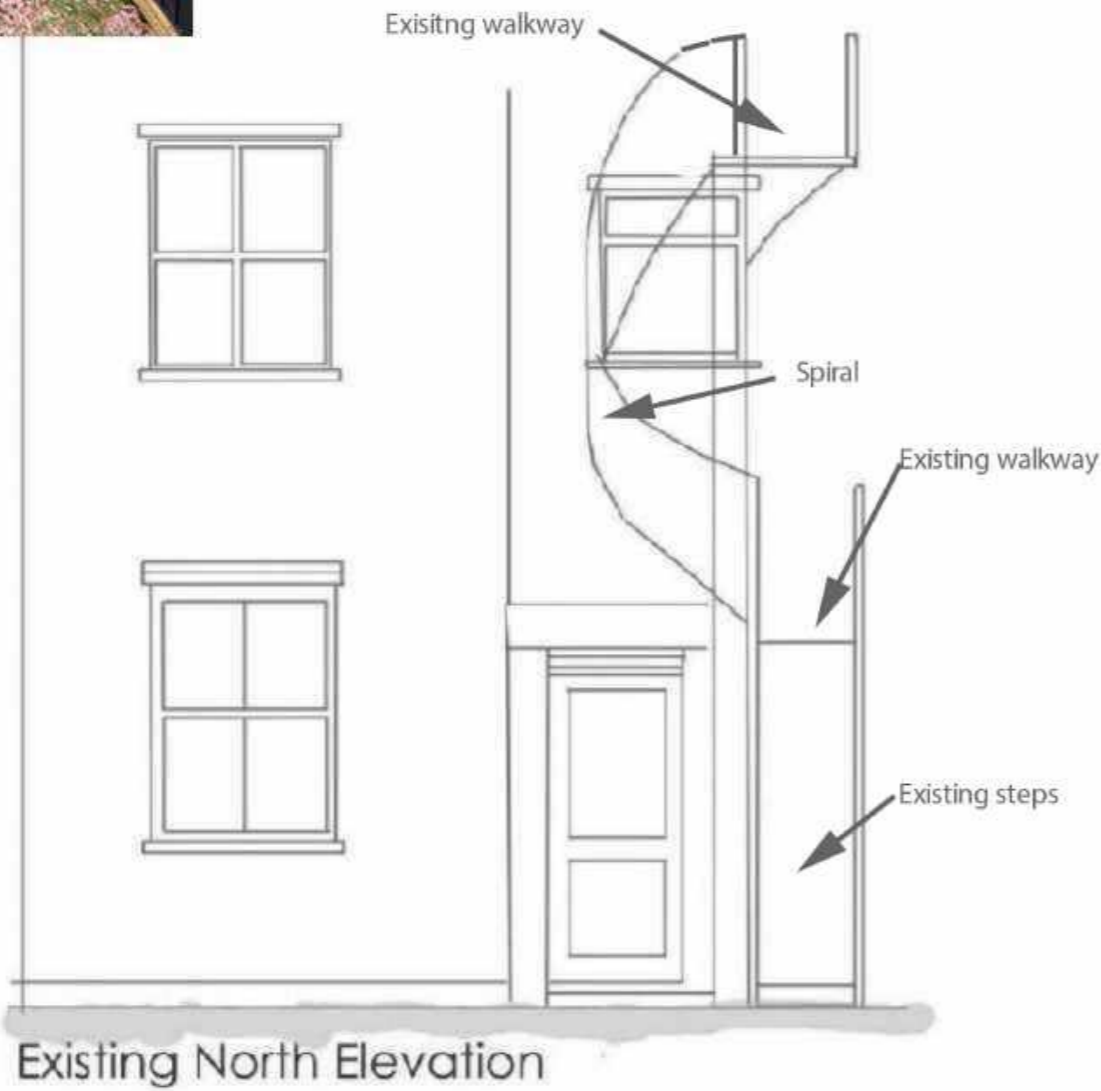 Exisitng walkway
Spiral
Existing walkway
Existing steps
Existing North Elevation